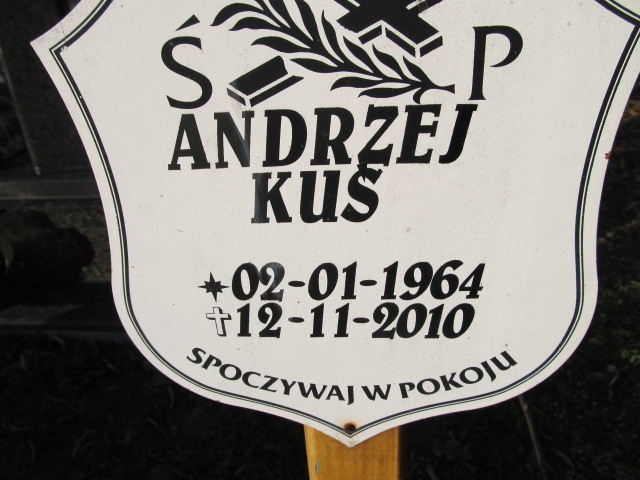 Ś P
ANDRZEJ
KUŚ
02-01-1964
12-11-2010
SPOCZYWAJ W POKOJU